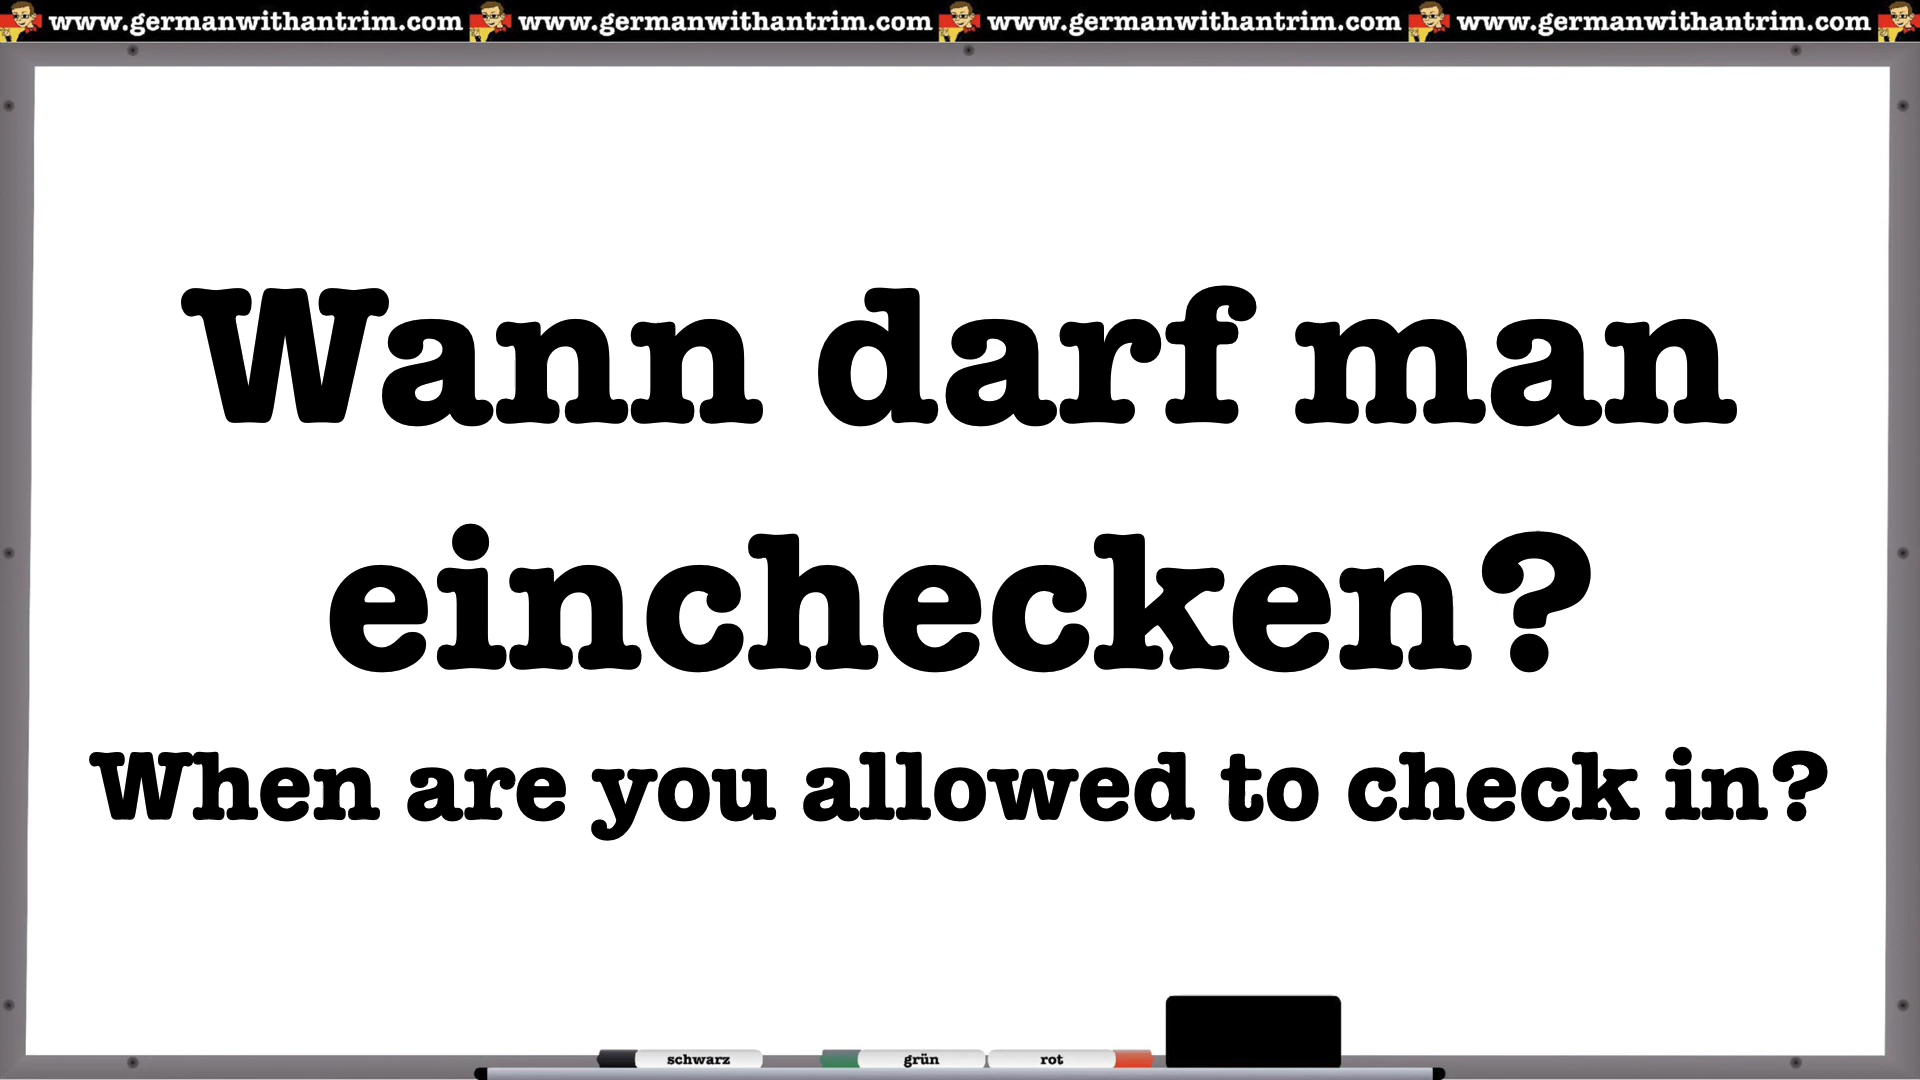 www.germanwithantrim.com www.germanwithantrim.com www.germanwithantrim.com www.germanwithantrim.com
Wann darf man
einchecken?
When are you allowed to check in?
schwarz grün rot